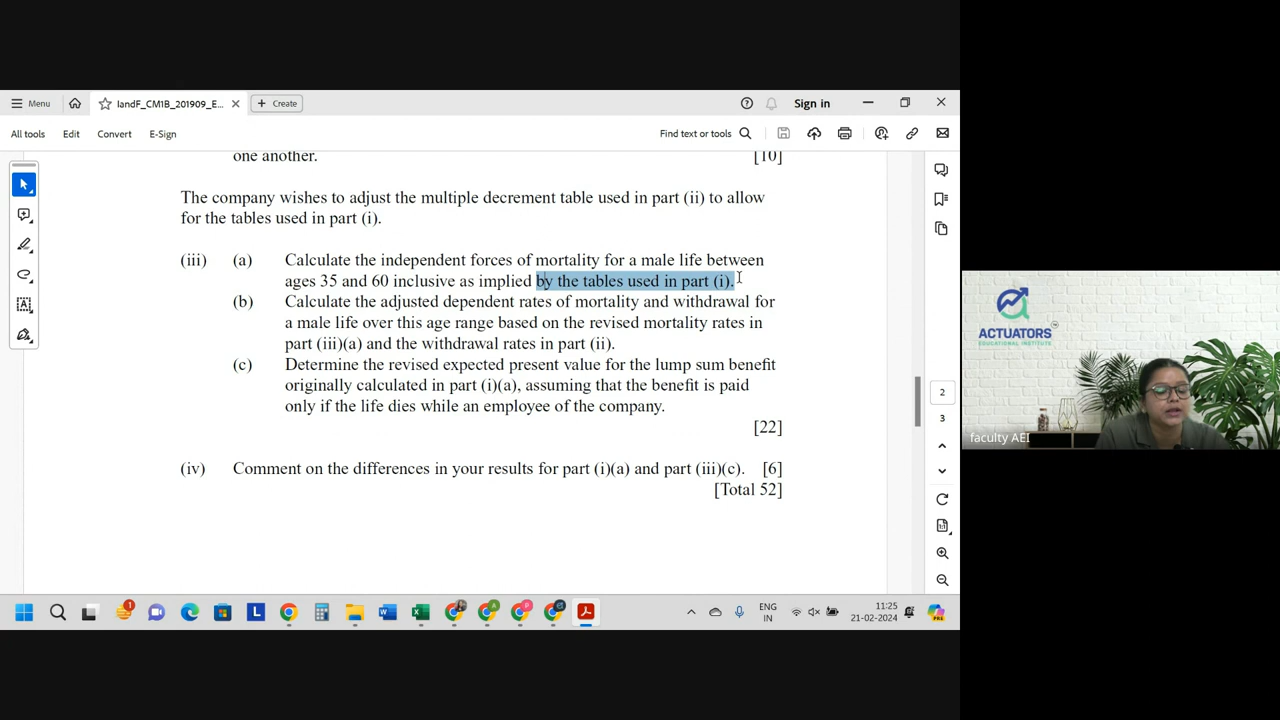 Menu
IandF_CM1B_201909_E...
Create
Sign in
All tools
Edit
Convert
E-Sign
Find text or tools
one another.
[10]
The company wishes to adjust the multiple decrement table used in part (ii) to allow
for the tables used in part (i).
(iii) (a) Calculate the independent forces of mortality for a male life between
ages 35 and 60 inclusive as implied by the tables used in part (i).
(b) Calculate the adjusted dependent rates of mortality and withdrawal for
a male life over this age range based on the revised mortality rates in
part (iii)(a) and the withdrawal rates in part (ii).
(c) Determine the revised expected present value for the lump sum benefit
originally calculated in part (i)(a), assuming that the benefit is paid
only if the life dies while an employee of the company.
[22]
(iv) Comment on the differences in your results for part (i)(a) and part (iii)(c). [6]
[Total 52]
2
3
ACTUATORS
EDUCATIONAL INSTITUTE
faculty AEI
1
L
ENG
IN
11:25
21-02-2024